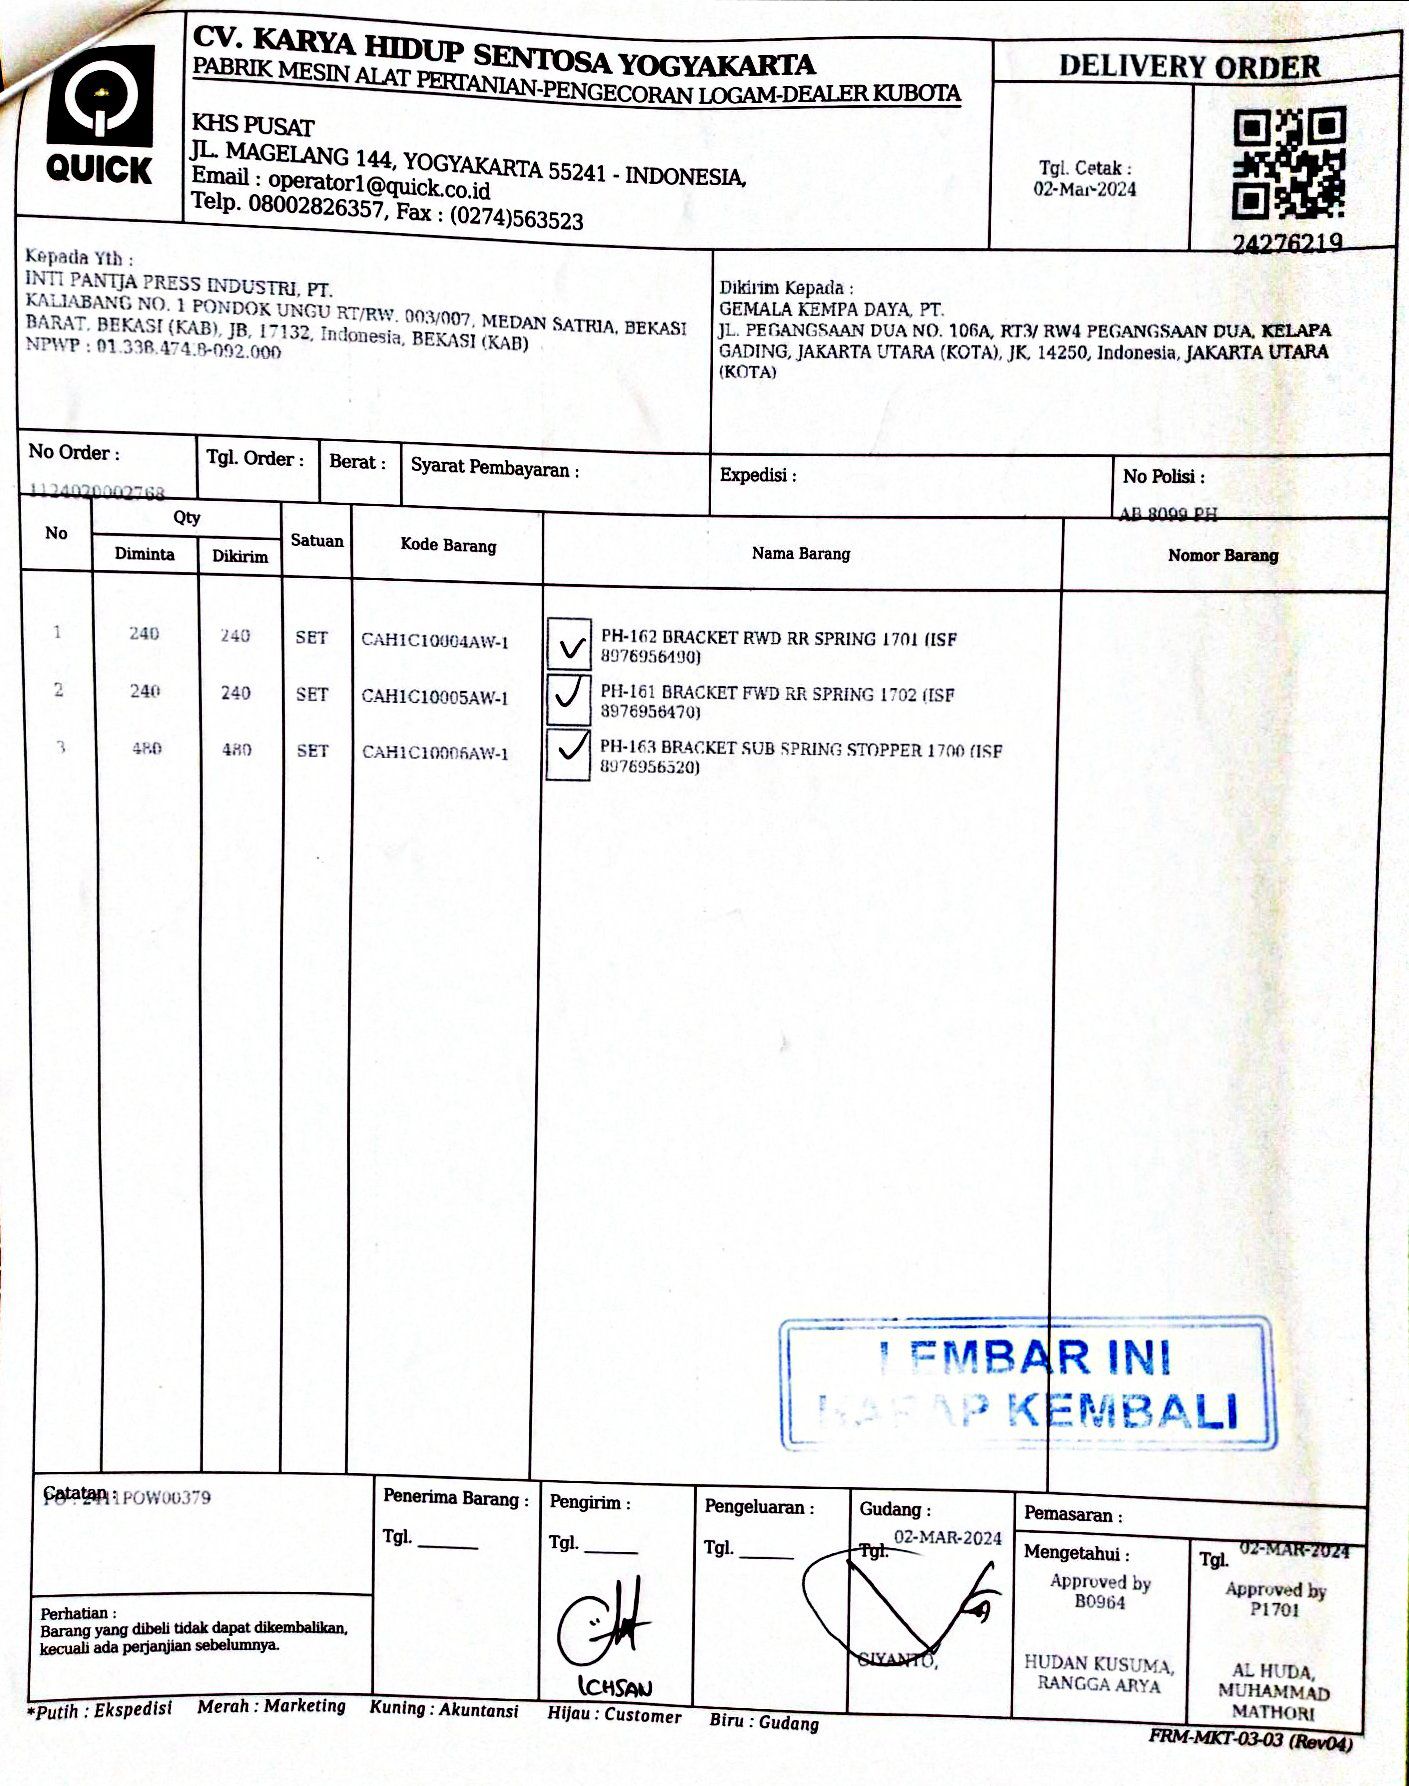 QUICK
CV. KARYA HIDUP SENTOSA YOGYAKARTA
PABRIK MESIN ALAT PERTANIAN-PENGECORAN LOGAM-DEALER KUBOTA
KHS PUSAT
JL. MAGELANG 144, YOGYAKARTA 55241 - INDONESIA,
Email : operator1@quick.co.id
Telp. 08002826357, Fax : (0274)563523
DELIVERY ORDER
Tgl. Cetak :
02-Mar-2024
24276219
Kepada Yth :
INTI PANTJA PRESS INDUSTRI, PT.
KALIABANG NO. 1 PONDOK UNGU RT/RW. 003/007, MEDAN SATRIA, BEKASI
BARAT, BEKASI (KAB), JB, 17132, Indonesia, BEKASI (KAB)
NPWP : 01.338.474.8-092.000
Dikirim Kepada :
GEMALA KEMPA DAYA, PT.
JL. PEGANGSAAN DUA NO. 106A, RT3/ RW4 PEGANGSAAN DUA, KELAPA
GADING, JAKARTA UTARA (KOTA), JK, 14250, Indonesia, JAKARTA UTARA
(KOTA)
No Order :
1124020002768
Tgl. Order :
Berat :
Syarat Pembayaran :
Expedisi :
No Polisi :
AB 8099 PH
No
Qty
Diminta
Dikirim
Satuan
Kode Barang
Nama Barang
Nomor Barang
1 240 240 SET CAH1C10004AW-1 PH-162 BRACKET RWD RR SPRING 1701 (ISF
8976956490)
2 240 240 SET CAH1C10005AW-1 PH-161 BRACKET FWD RR SPRING 1702 (ISF
8976956470)
3 480 480 SET CAH1C10006AW-1 PH-163 BRACKET SUB SPRING STOPPER 1700 (ISF
8976956520)
LEMBAR INI
HARAP KEMBALI
Catatan :
PO : 2411POW00379
Perhatian :
Barang yang dibeli tidak dapat dikembalikan,
kecuali ada perjanjian sebelumnya.
Penerima Barang :
Tgl.
Pengirim :
Tgl.
ICHSAN
Pengeluaran :
Tgl.
Gudang :
02-MAR-2024
Tgl.
GIYANTO,
Pemasaran :
Mengetahui :
Approved by
B0964
HUDAN KUSUMA,
RANGGA ARYA
02-MAR-2024
Tgl.
Approved by
P1701
AL HUDA,
MUHAMMAD
MATHORI
*Putih : Ekspedisi Merah : Marketing Kuning : Akuntansi Hijau : Customer Biru : Gudang
FRM-MKT-03-03 (Rev04)